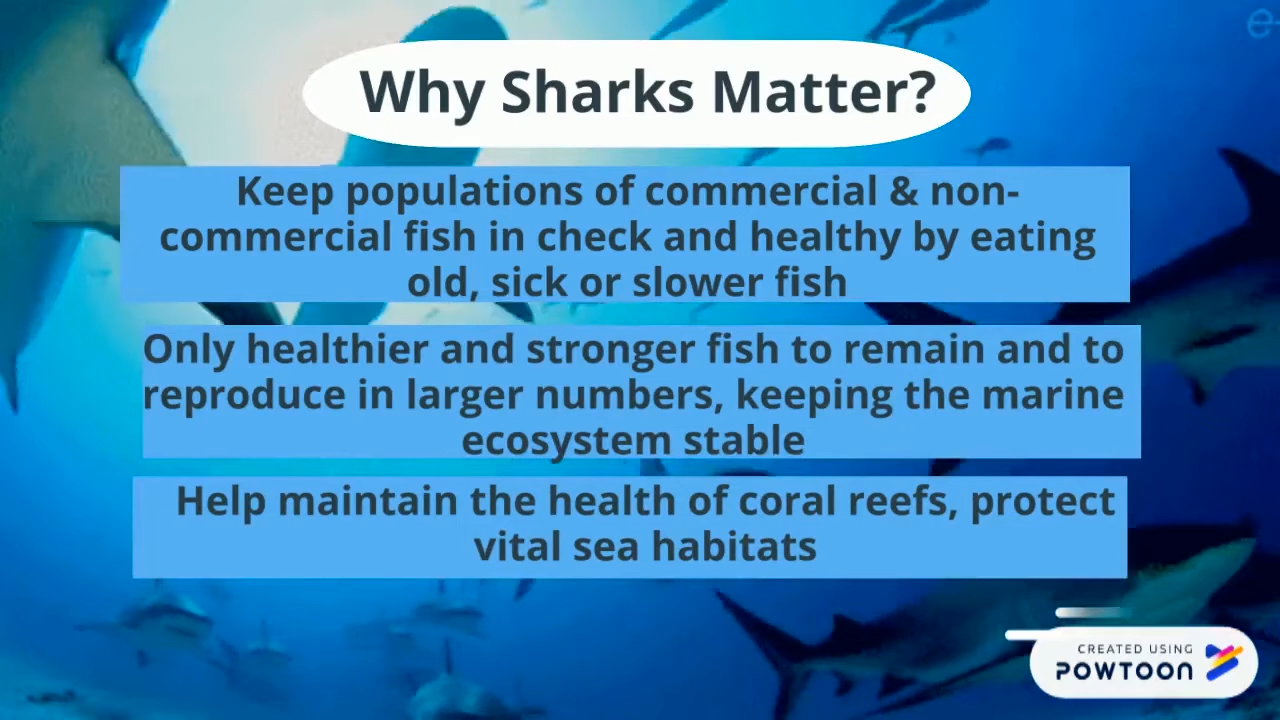 Why Sharks Matter?
Keep populations of commercial & non-
commercial fish in check and healthy by eating
old, sick or slower fish
Only healthier and stronger fish to remain and to
reproduce in larger numbers, keeping the marine
ecosystem stable
Help maintain the health of coral reefs, protect
vital sea habitats
CREATED USING
POWTOON